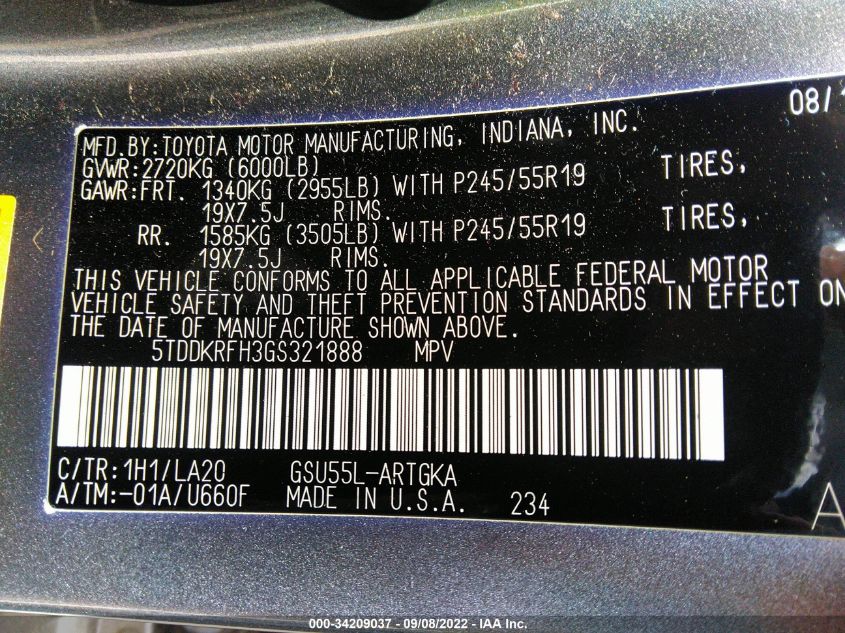 08/1
MFD.BY:TOYOTA MOTOR MANUFACTURING, INDIANA, INC.
GVWR:2720KG (6000LB)
GAWR:FRT. 1340KG (2955LB) WITH P245/55R19 TIRES,
19X7.5J RIMS.
RR. 1585KG (3505LB) WITH P245/55R19 TIRES,
19X7.5J RIMS.
THIS VEHICLE CONFORMS TO ALL APPLICABLE FEDERAL MOTOR
VEHICLE SAFETY AND THEFT PREVENTION STANDARDS IN EFFECT ON
THE DATE OF MANUFACTURE SHOWN ABOVE.
5TDDKRFH3GS321888 MPV
C/TR:1H1/LA20 GSU55L-ARTGKA
A/TM:-01A/U660F MADE IN U.S.A. 234 A
000-34209037 - 09/08/2022 - IAA Inc.